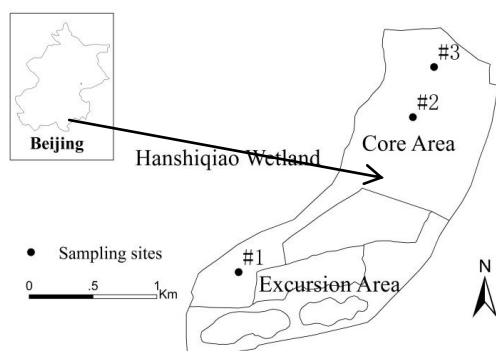 #3
#2
Core Area
Beijing
Hanshiqiao Wetland
Sampling sites
#1
Excursion Area
N
0 .5 1
Km